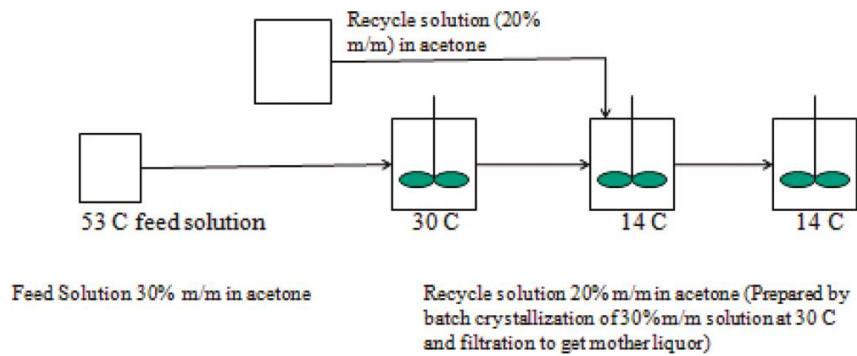 Recycle solution (20%
m/m) in acetone
53 C feed solution
30 C
14 C
14 C
Feed Solution 30% m/m in acetone
Recycle solution 20% m/m in acetone (Prepared by
batch crystallization of 30%m/m solution at 30 C
and filtration to get mother liquor)